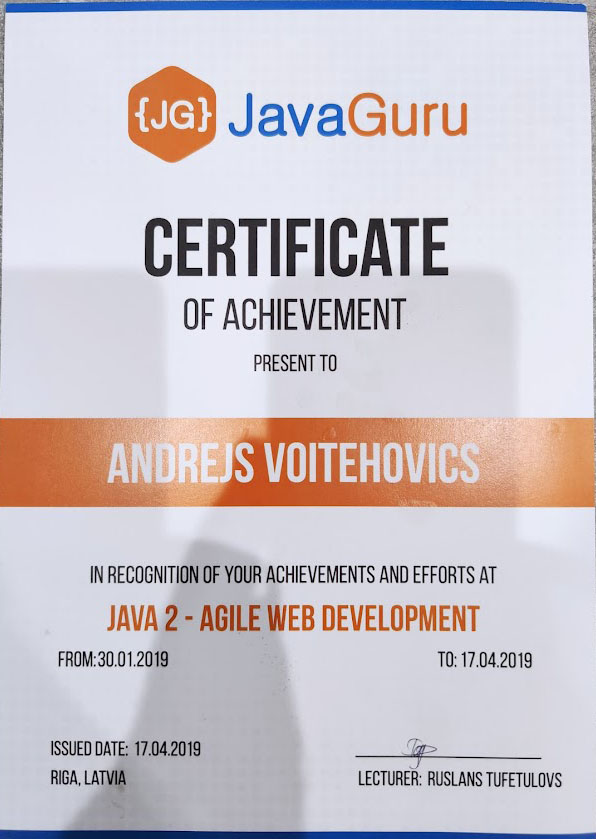 {JG} JavaGuru
CERTIFICATE
OF ACHIEVEMENT
PRESENT TO
ANDREJS VOITEHOVICS
IN RECOGNITION OF YOUR ACHIEVEMENTS AND EFFORTS AT
JAVA 2 - AGILE WEB DEVELOPMENT
FROM:30.01.2019 TO: 17.04.2019
ISSUED DATE: 17.04.2019
RIGA, LATVIA LECTURER: RUSLANS TUFETULOVS